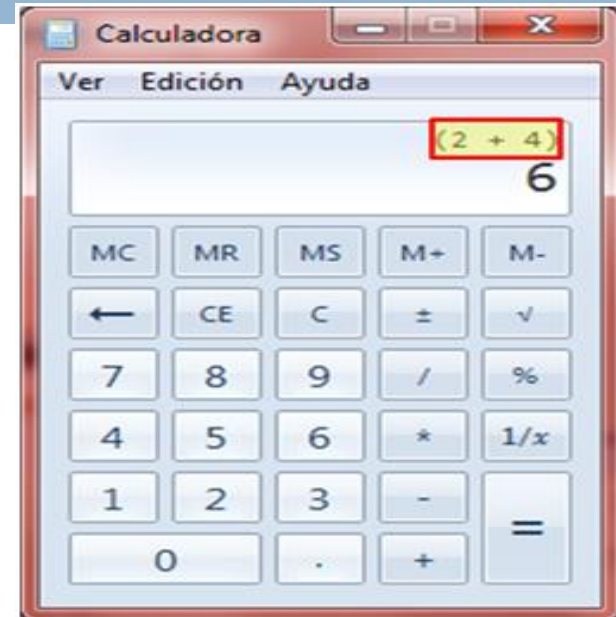 Calculadora
Ver Edición Ayuda
(2 + 4)
6
MC MR MS M+ M-
← CE C ± √
7 8 9 / %
4 5 6 * 1/x
1 2 3 - =
0 . +